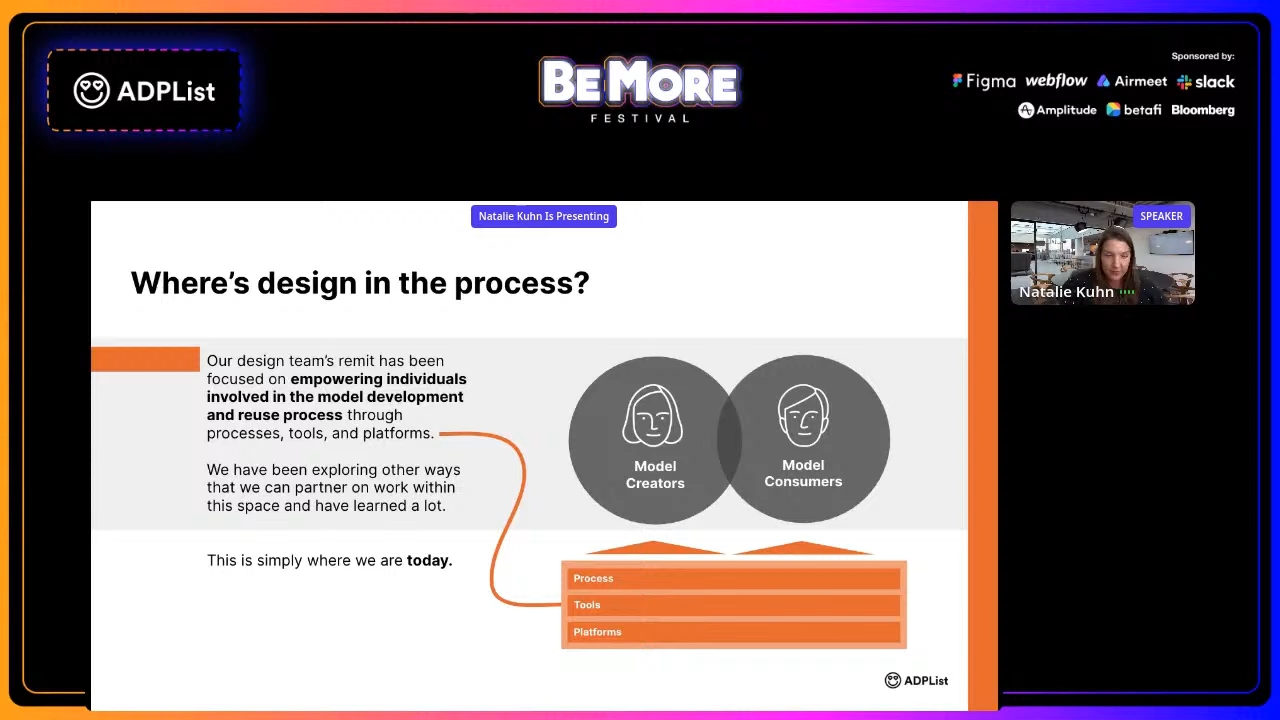 ADPList
BE MORE
FESTIVAL
Sponsored by:
Figma webflow Airmeet slack
Amplitude betafi Bloomberg
Natalie Kuhn Is Presenting
SPEAKER
Natalie Kuhn
Where’s design in the process?
Our design team’s remit has been
focused on empowering individuals
involved in the model development
and reuse process through
processes, tools, and platforms.
We have been exploring other ways
that we can partner on work within
this space and have learned a lot.
This is simply where we are today.
Model
Creators
Model
Consumers
Process
Tools
Platforms
ADPList